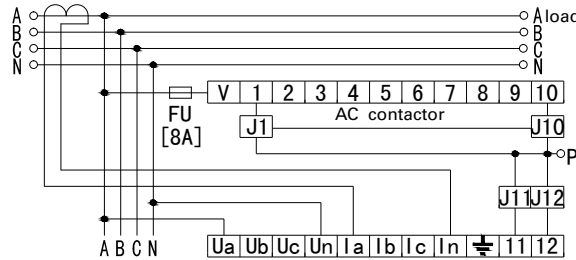 A A load
B B
C C
N N
V 1 2 3 4 5 6 7 8 9 10
FU
[8A]
AC contactor
J1 J10
P
J11 J12
A B C N
Ua Ub Uc Un Ia Ib Ic In 11 12